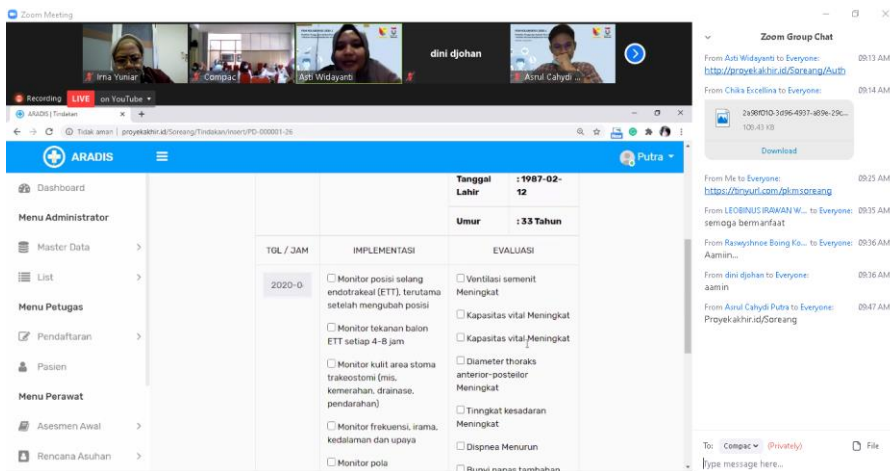 Zoom Meeting
Irna Yuniar
Compac
Asti Widayanti
dini djohan
Asrul Cahydi ...
Recording
LIVE on YouTube
ARADIS | Tindakan
Tidak aman | proyekakhir.id/Soreang/Tindakan/Insert/PD-000001-26
ARADIS
Putra
Dashboard
Menu Administrator
Master Data
List
Menu Petugas
Pendaftaran
Pasien
Menu Perawat
Asesmen Awal
Rencana Asuhan
Tanggal : 1987-02-
Lahir 12
Umur : 33 Tahun
TGL / JAM IMPLEMENTASI EVALUASI
2020-0
Monitor posisi selang
endotrakeal (ETT), terutama
setelah mengubah posisi
Monitor tekanan balon
ETT setiap 4-8 jam
Monitor kulit area stoma
trakeostomi (mis,
kemerahan, drainase,
pendarahan)
Monitor frekuensi, irama,
kedalaman dan upaya
Monitor pola
Ventilasi semenit
Meningkat
Kapasitas vital Meningkat
Kapasitas vital Meningkat
Diameter thoraks
anterior-posteilor
Meningkat
Tinngkat kesadaran
Meningkat
Dispnea Menurun
Bunyi napas tambahan
Zoom Group Chat
From Asti Widayanti to Everyone: 09:13 AM
http://proyekakhir.id/Soreang/Auth
From Chika Excellina to Everyone: 09:14 AM
2a98f010-3d96-4937-a89e-29c...
108.43 KB
Download
From Me to Everyone: 09:25 AM
https://tinyurl.com/pkmsoreang
From LEOBINUS IRAWAN W... to Everyone: 09:35 AM
semoga bermanfaat
From Raswyshnoe Boing Ko... to Everyone: 09:36 AM
Aamiin...
From dini djohan to Everyone: 09:36 AM
aamin
From Asrul Cahydi Putra to Everyone: 09:47 AM
Proyekakhir.id/Soreang
To: Compac (Privately) File
Type message here...